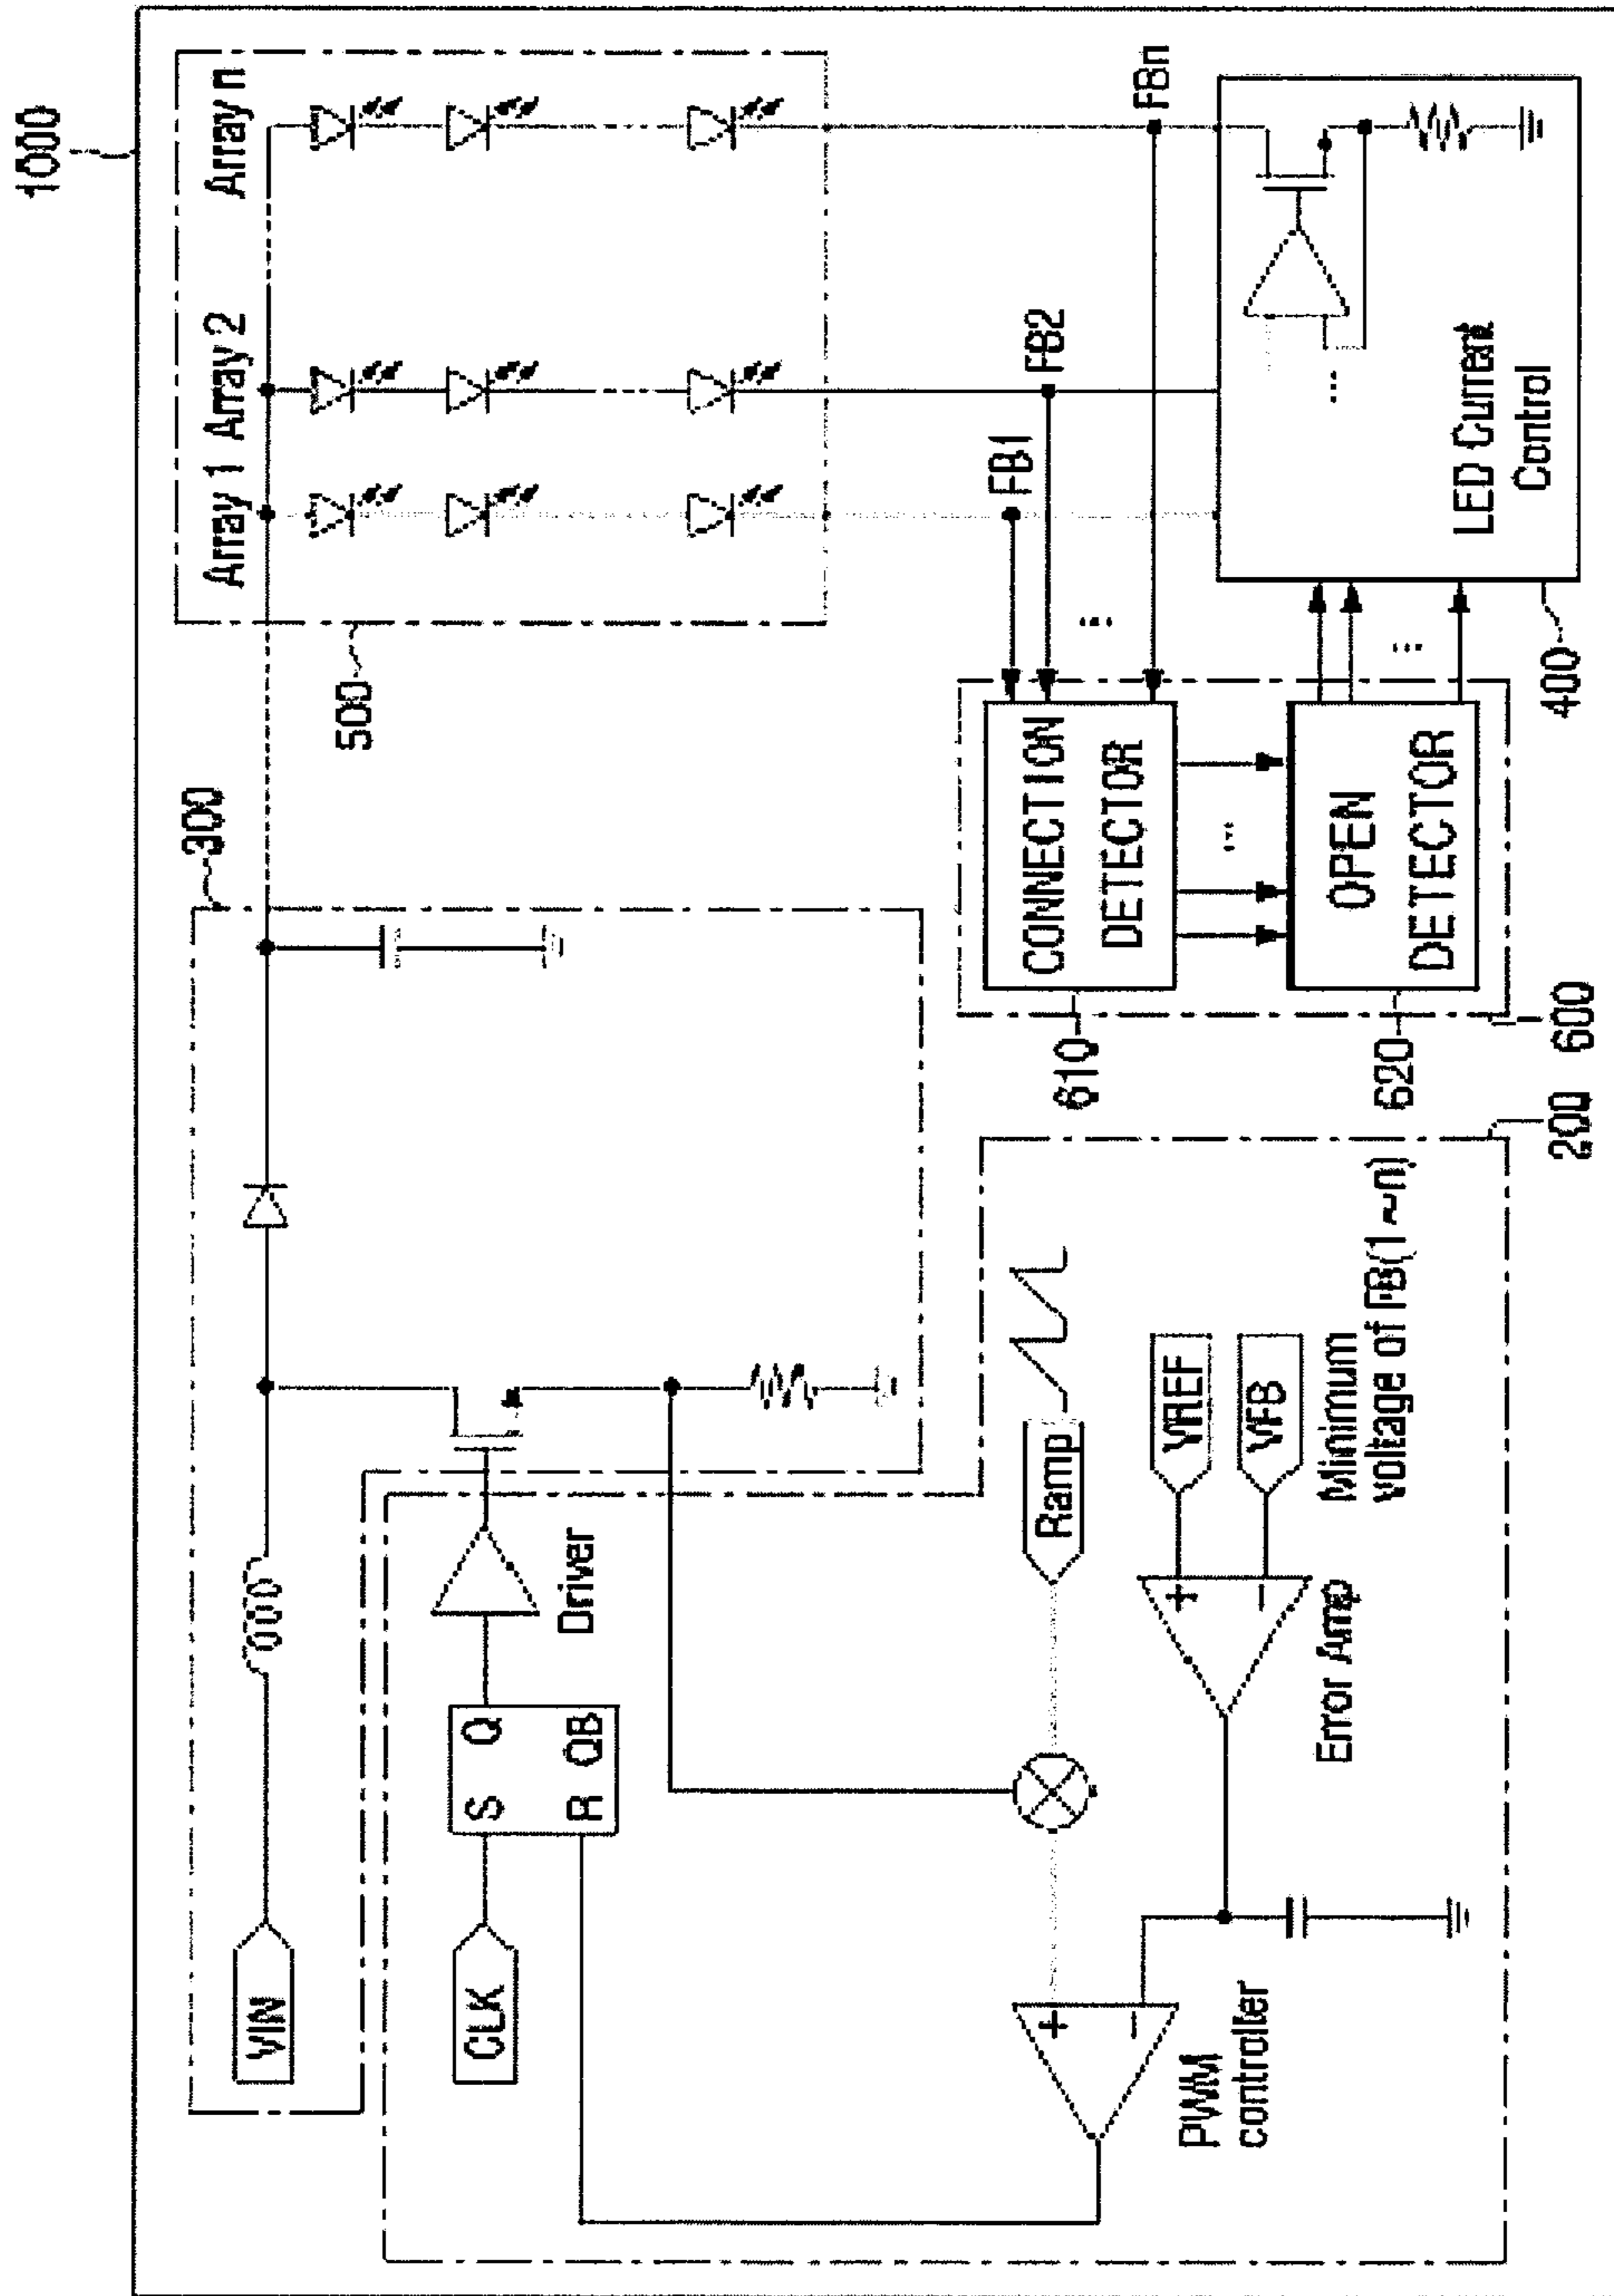 1000
300
500
Array 1
Array 2
Array n
VIN
CLK
S Q
R QB
Driver
Ramp
VREF
VFB
Minimum
voltage of FB(1~n)
Error Amp
PWM
controller
FB1
FB2
FBn
CONNECTION
DETECTOR
...
OPEN
DETECTOR
...
...
...
LED Current
Control
610
620
600
200
400
+
−
+
−